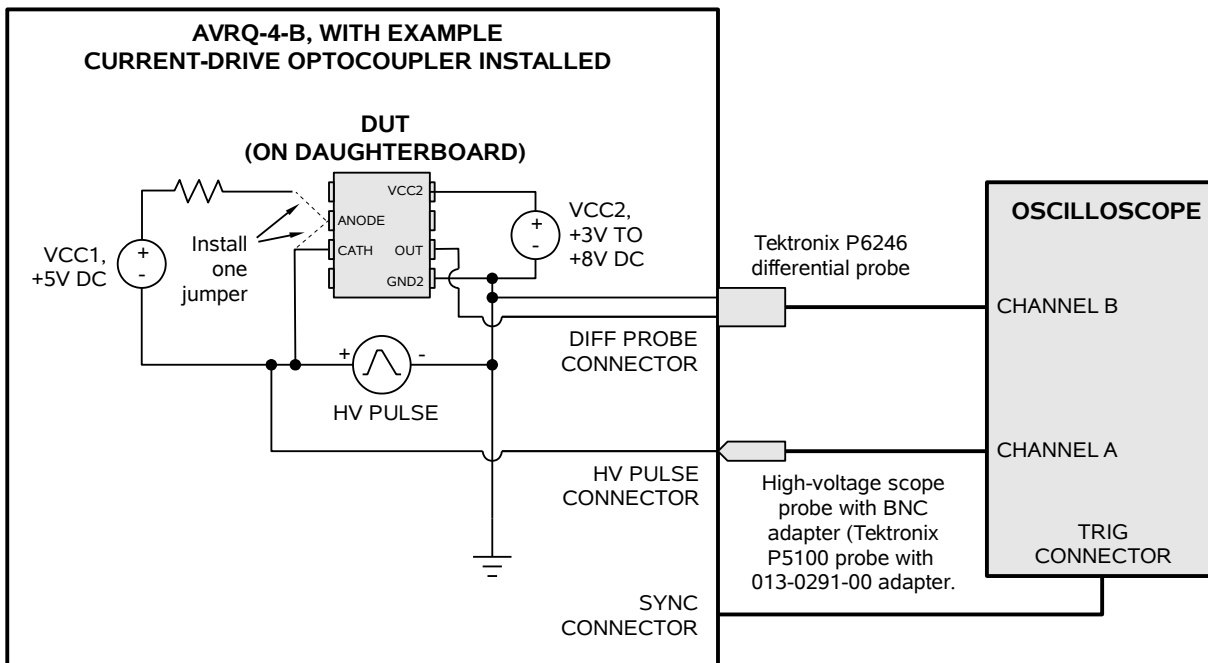 AVRQ-4-B, WITH EXAMPLE
CURRENT-DRIVE OPTOCOUPLER INSTALLED
DUT
(ON DAUGHTERBOARD)
VCC2
ANODE
CATH
OUT
GND2
+
-
VCC1,
+5V DC
Install
one
jumper
+
-
VCC2,
+3V TO
+8V DC
+
-
HV PULSE
DIFF PROBE
CONNECTOR
HV PULSE
CONNECTOR
SYNC
CONNECTOR
Tektronix P6246
differential probe
High-voltage scope
probe with BNC
adapter (Tektronix
P5100 probe with
013-0291-00 adapter.
OSCILLOSCOPE
CHANNEL B
CHANNEL A
TRIG
CONNECTOR